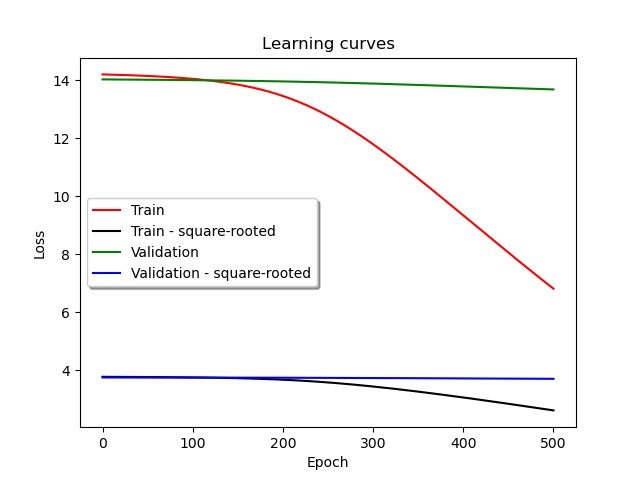 Learning curves
14
12
10
8
6
4
Loss
Train
Train - square-rooted
Validation
Validation - square-rooted
0 100 200 300 400 500
Epoch